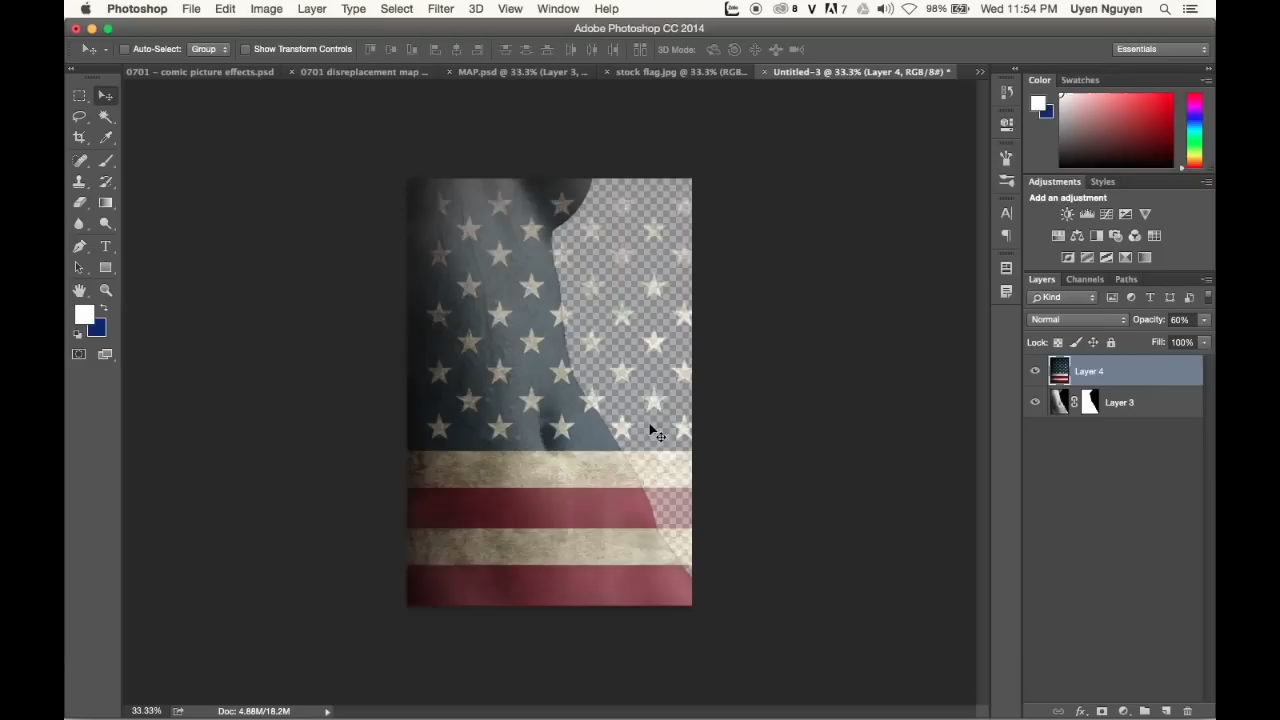 Photoshop File Edit Image Layer Type Select Filter 3D View Window Help 8 7 98% Wed 11:54 PM Uyen Nguyen
Adobe Photoshop CC 2014
Auto-Select: Group Show Transform Controls 3D Mode: Essentials
0701 - comic picture effects.psd × 0701 disreplacement map ... × MAP.psd @ 33.3% (Layer 3, ... × stock flag.jpg @ 33.3% (RGB... × Untitled-3 @ 33.3% (Layer 4, RGB/8#) *
Color Swatches
Adjustments Styles
Add an adjustment
Layers Channels Paths
Kind
Normal Opacity: 60%
Lock: Fill: 100%
Layer 4
Layer 3
33.33% Doc: 4.88M/18.2M